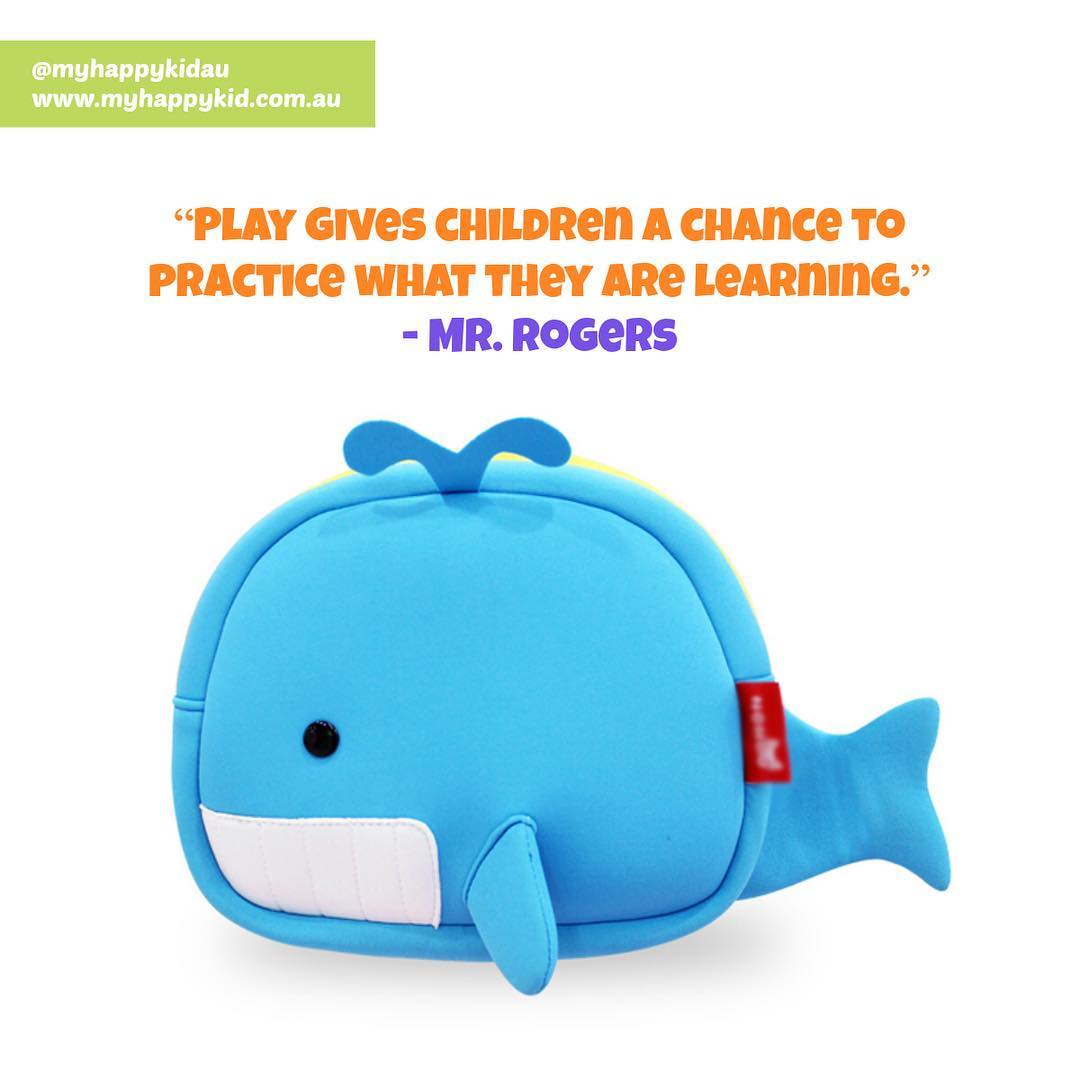 @myhappykidau
www.myhappykid.com.au
“PLAY GIVES CHILDREN A CHANCE TO
PRACTICE WHAT THEY ARE LEARNING.”
- MR. ROGERS